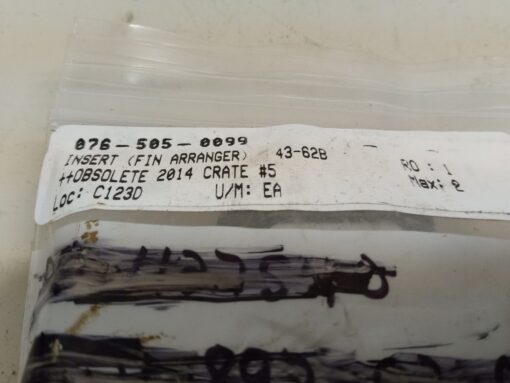 076-505-0099
INSERT (FIN ARRANGER) 43-62B
++OBSOLETE 2014 CRATE #5
Loc: C123D U/M: EA
RO : 1
Max: 2